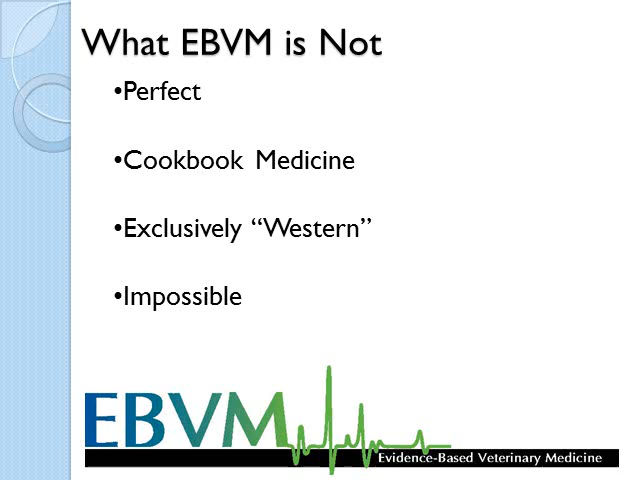 What EBVM is Not
•Perfect
•Cookbook Medicine
•Exclusively “Western”
•Impossible
EBVM
Evidence-Based Veterinary Medicine